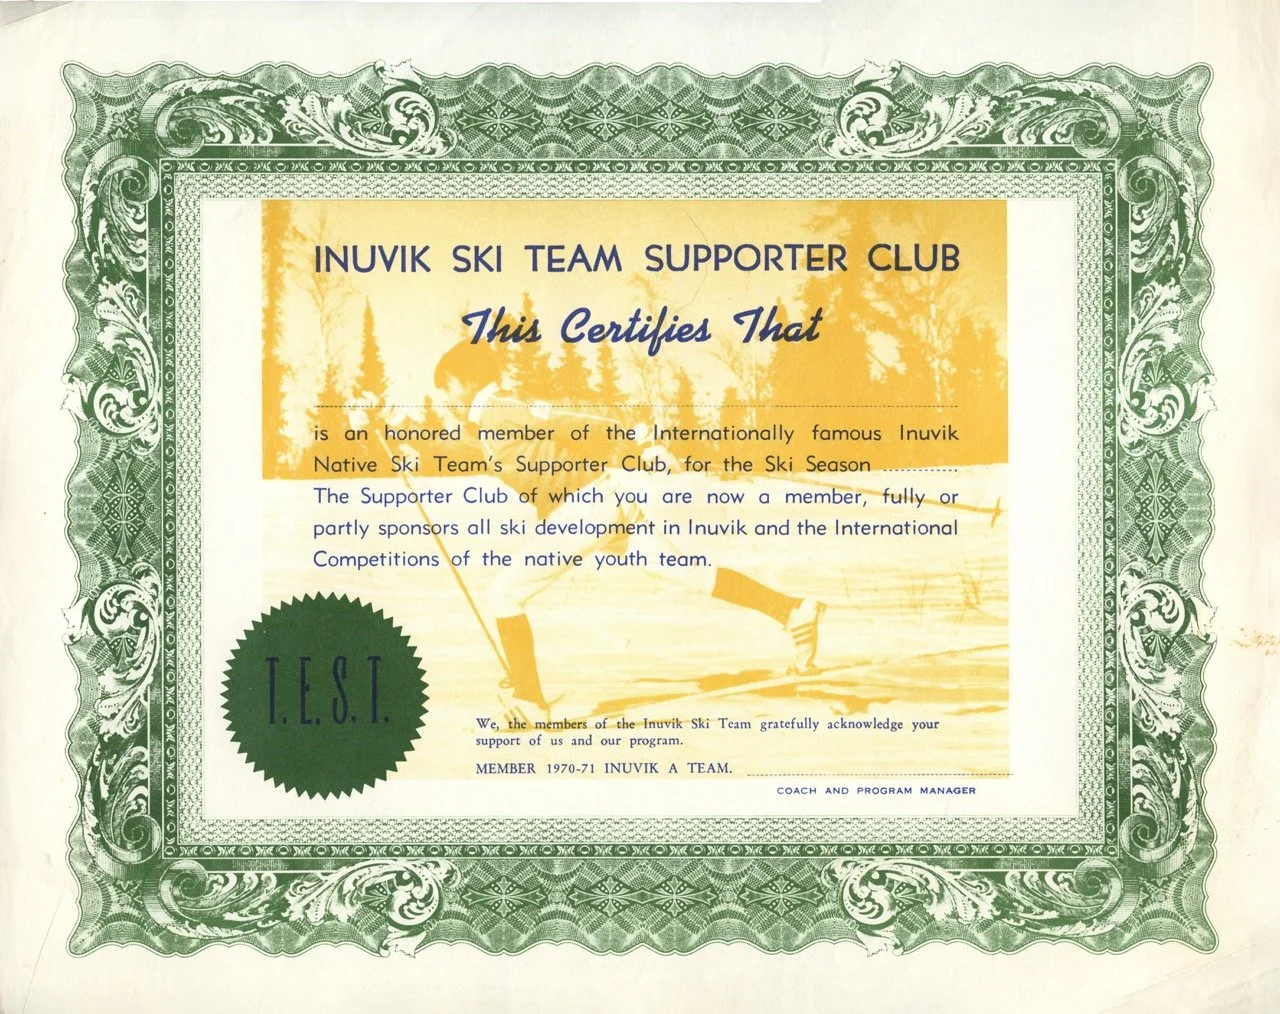 INUVIK SKI TEAM SUPPORTER CLUB
This Certifies That
is an honored member of the Internationally famous Inuvik
Native Ski Team's Supporter Club, for the Ski Season ............
The Supporter Club of which you are now a member, fully or
partly sponsors all ski development in Inuvik and the International
Competitions of the native youth team.
T.E.S.T.
We, the members of the Inuvik Ski Team gratefully acknowledge your
support of us and our program.
MEMBER 1970-71 INUVIK A TEAM.
COACH AND PROGRAM MANAGER